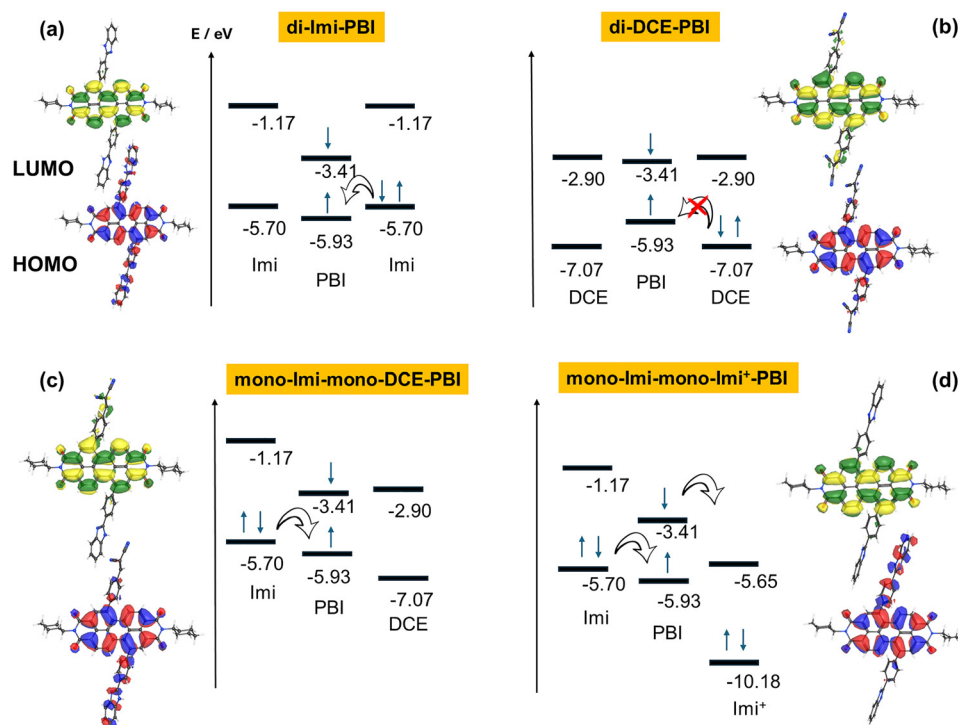 (a)
E / eV
di-Imi-PBI
-1.17
-1.17
LUMO
-3.41
-5.70
-5.93
-5.70
HOMO
Imi
PBI
Imi
di-DCE-PBI
(b)
-2.90
-3.41
-2.90
-5.93
-7.07
-7.07
DCE
PBI
DCE
(c)
mono-Imi-mono-DCE-PBI
-1.17
-3.41
-2.90
-5.70
-5.93
Imi
PBI
-7.07
DCE
mono-Imi-mono-Imi⁺-PBI
(d)
-1.17
-3.41
-5.70
-5.93
-5.65
Imi
PBI
-10.18
Imi⁺